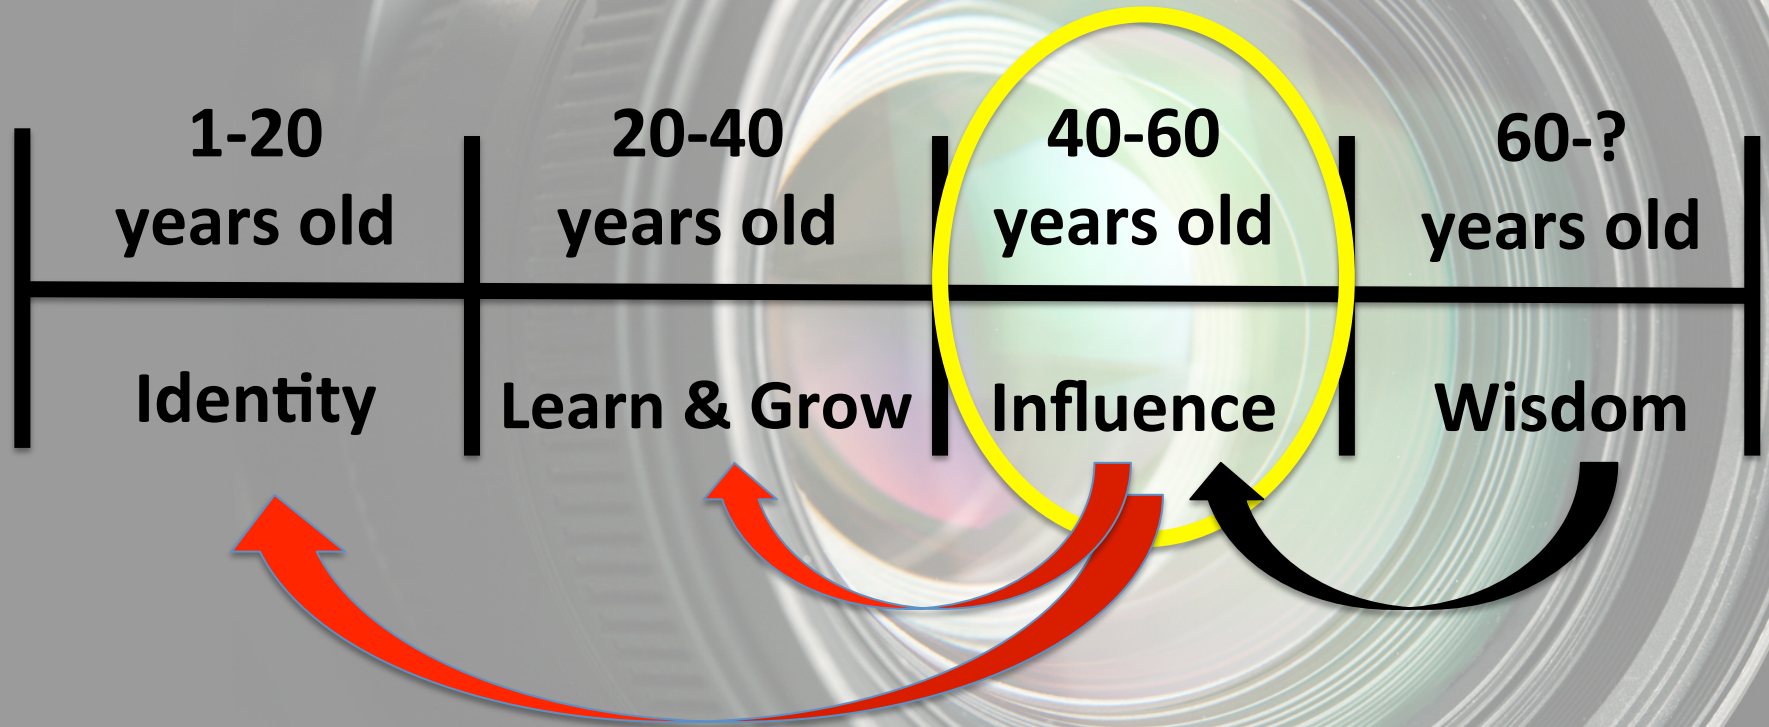 1-20
years old
20-40
years old
40-60
years old
60-?
years old
Identity
Learn & Grow
Influence
Wisdom